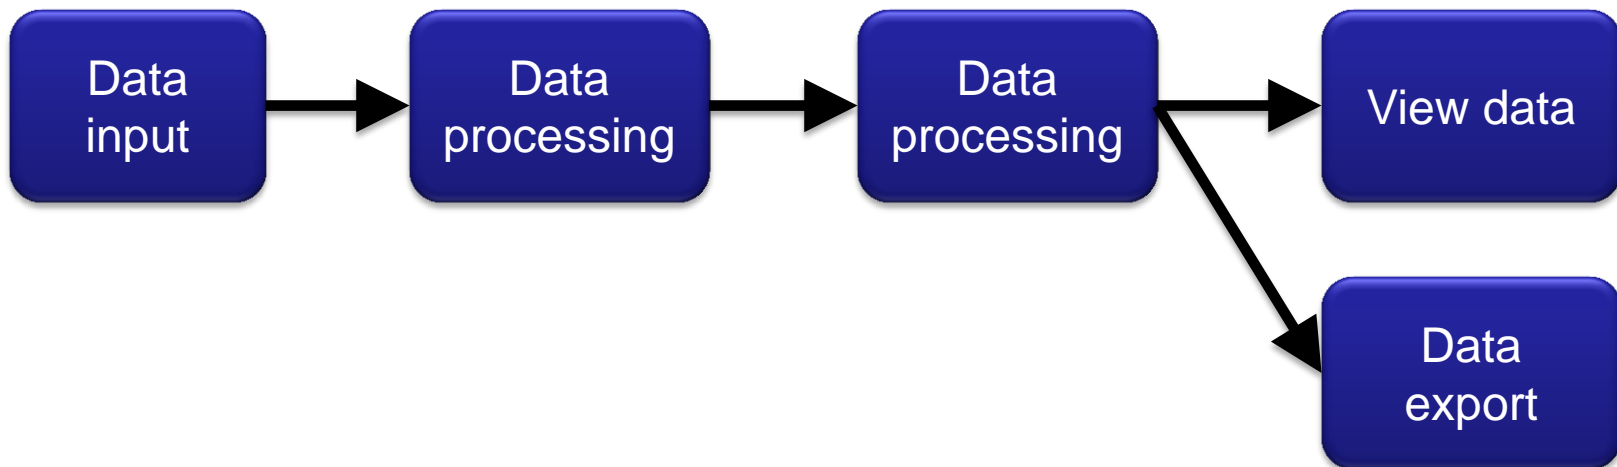 Data
input
Data
processing
Data
processing
View data
Data
export